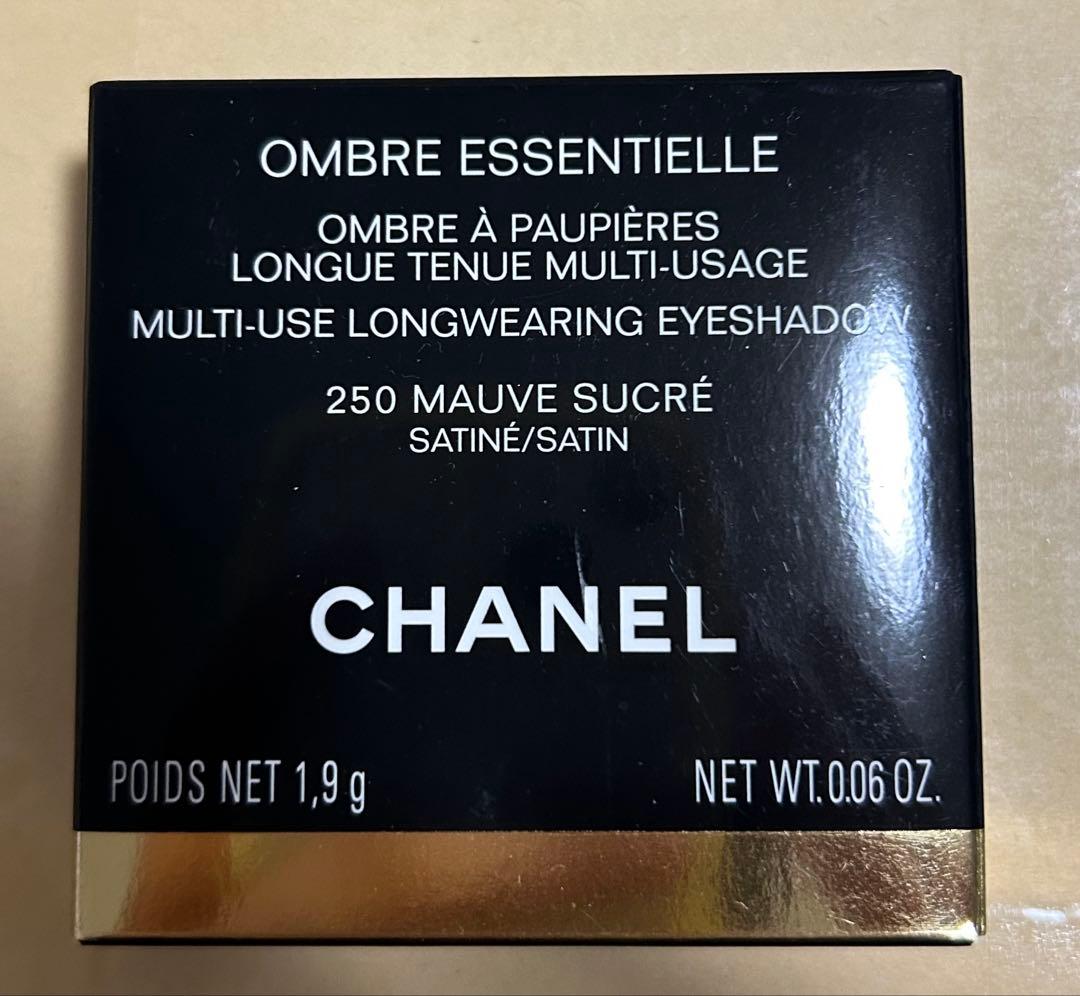 OMBRE ESSENTIELLE
OMBRE À PAUPIÈRES
LONGUE TENUE MULTI-USAGE
MULTI-USE LONGWEARING EYESHADOW
250 MAUVE SUCRÉ
SATINÉ/SATIN
CHANEL
POIDS NET 1,9 g NET WT. 0.06 OZ.